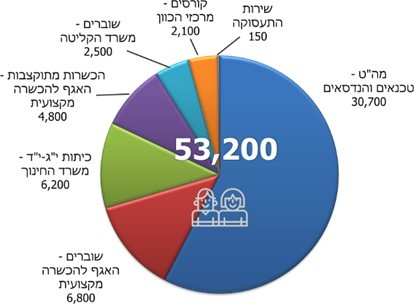 שירות
התעסוקה
150
קורסים -
מרכזי הכוון
2,100
שוברים -
משרד הקליטה
2,500
הכשרות מתוקצבות -
האגף להכשרה
מקצועית
4,800
כיתות י"ג-י"ד -
משרד החינוך
6,200
שוברים -
האגף להכשרה
מקצועית
6,800
מה"ט -
טכנאים והנדסאים
30,700
53,200